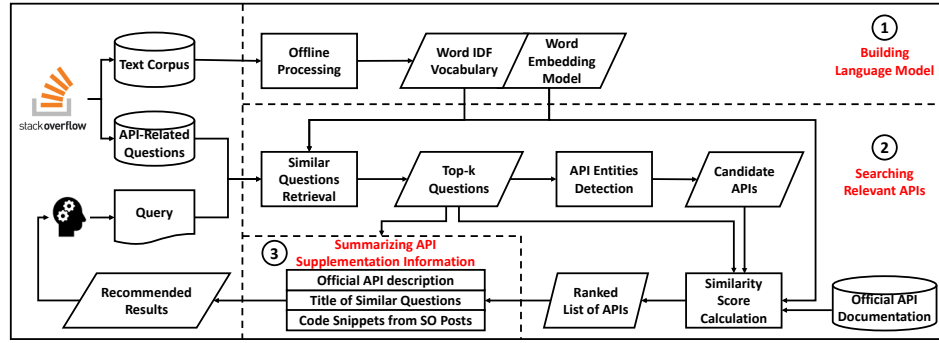 stackoverflow
Text Corpus
API-Related
Questions
Query
Recommended
Results
Offline
Processing
Word IDF
Vocabulary
Word
Embedding
Model
1
Building
Language Model
Similar
Questions
Retrieval
Top-k
Questions
API Entities
Detection
Candidate
APIs
2
Searching
Relevant APIs
3
Summarizing API
Supplementation Information
Official API description
Title of Similar Questions
Code Snippets from SO Posts
Ranked
List of APIs
Similarity
Score
Calculation
Official API
Documentation